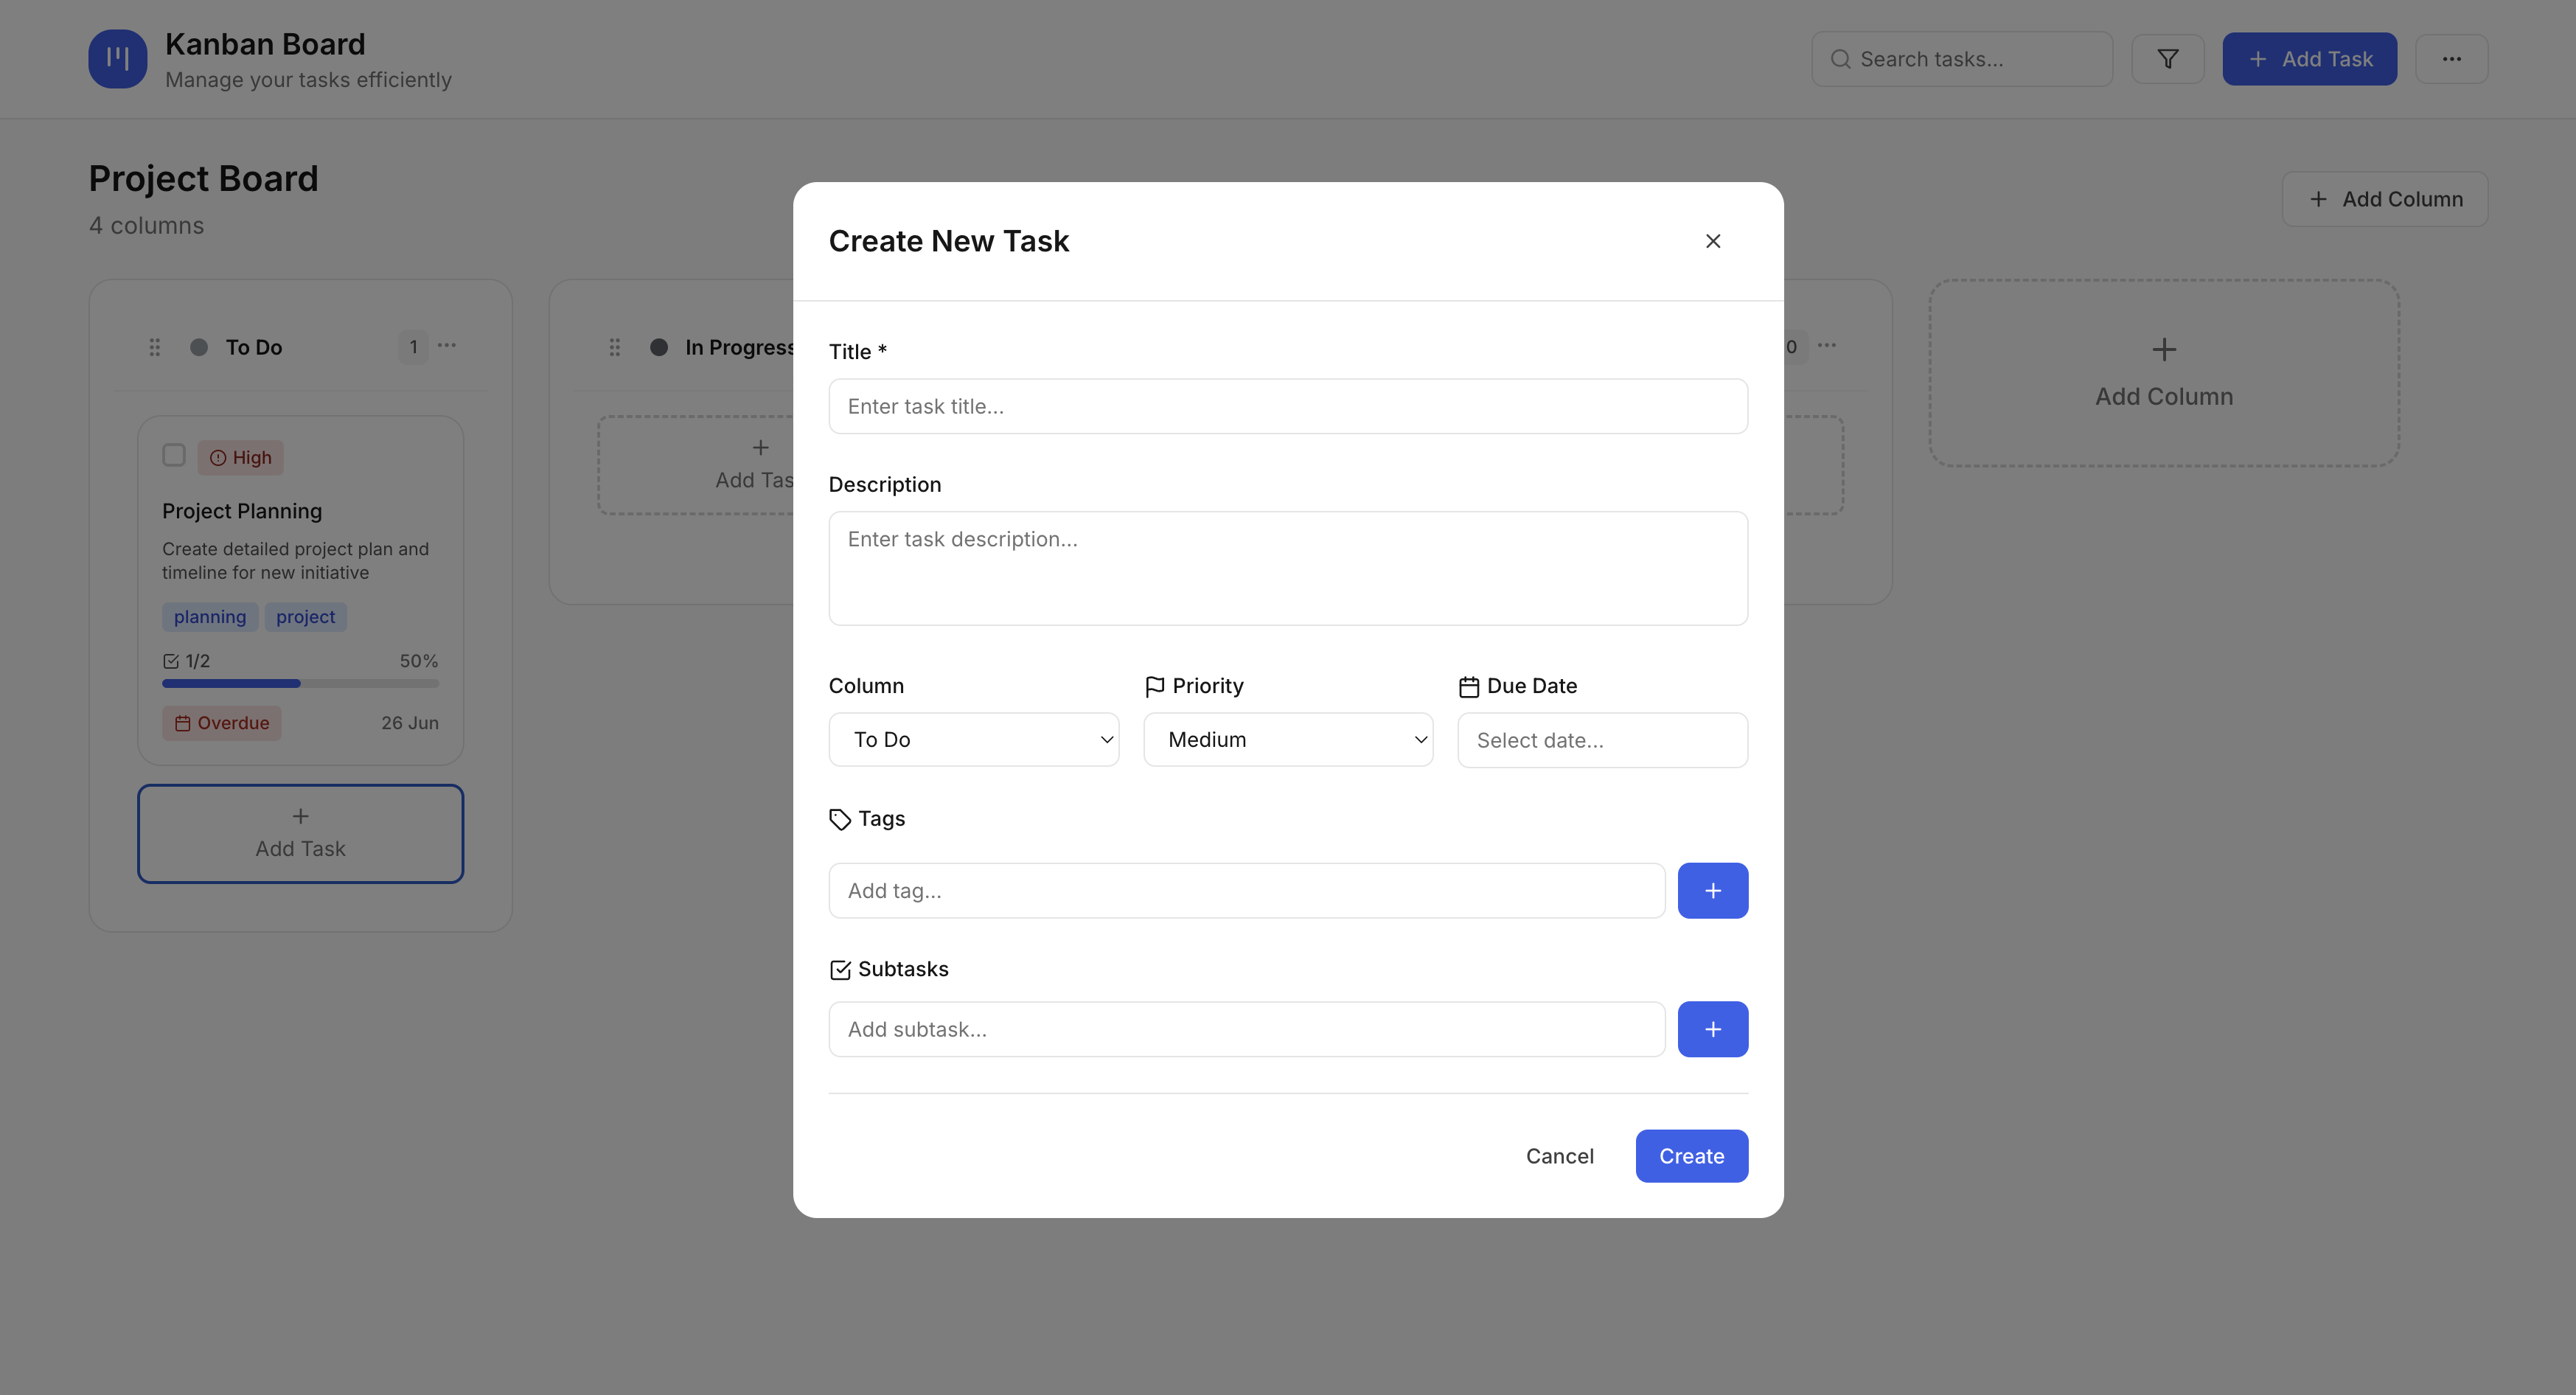 Kanban Board
Manage your tasks efficiently
Search tasks...
Add Task
Project Board
4 columns
Add Column
To Do
1
High
Project Planning
Create detailed project plan and
timeline for new initiative
planning
project
1/2
50%
Overdue
26 Jun
Add Task
In Progress
Add
0
Add Column
Create New Task
Title *
Enter task title...
Description
Enter task description...
Column
Priority
Due Date
To Do
Medium
Select date...
Tags
Add tag...
Subtasks
Add subtask...
Cancel
Create